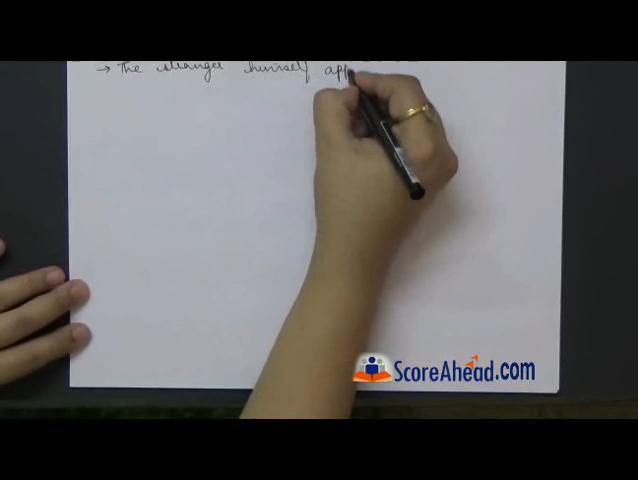 → The stranger himself app
ScoreAhead.com